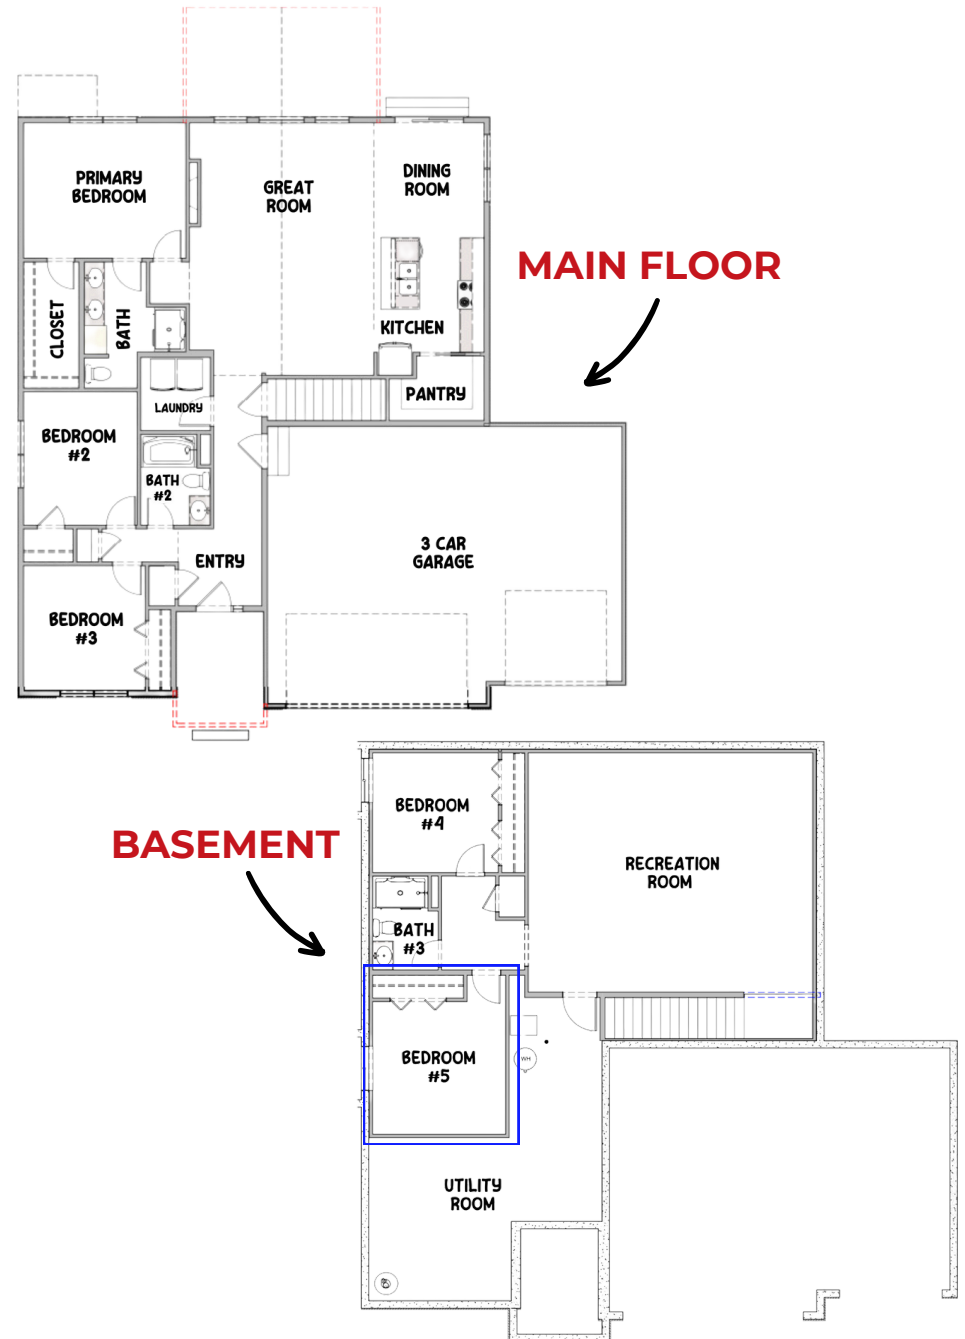 PRIMARY
BEDROOM
GREAT
ROOM
DINING
ROOM
MAIN FLOOR
CLOSET
BATH
KITCHEN
LAUNDRY
PANTRY
BEDROOM
#2
BATH
#2
ENTRY
3 CAR
GARAGE
BEDROOM
#3
BASEMENT
BEDROOM
#4
RECREATION
ROOM
BATH
#3
BEDROOM
#5
WH
UTILITY
ROOM